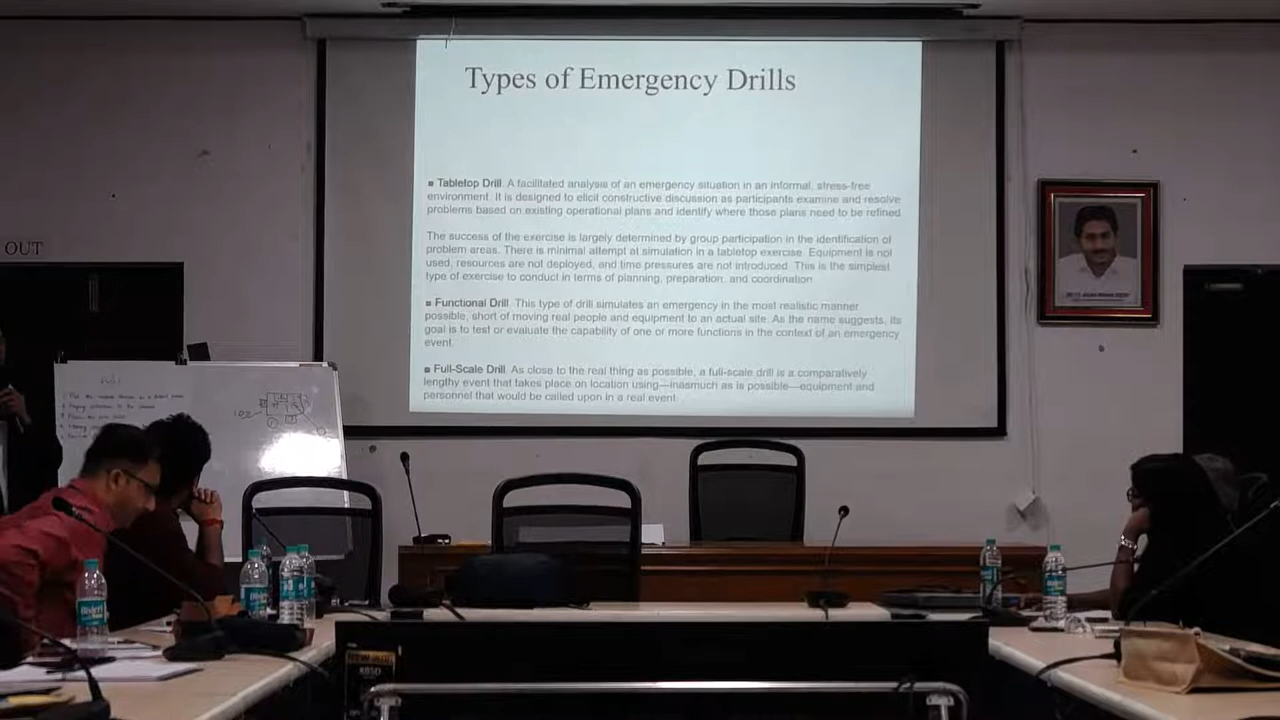 Types of Emergency Drills
■ Tabletop Drill. A facilitated analysis of an emergency situation in an informal, stress-free
environment. It is designed to elicit constructive discussion as participants examine and resolve
problems based on existing operational plans and identify where those plans need to be refined.
The success of the exercise is largely determined by group participation in the identification of
problem areas. There is minimal attempt at simulation in a tabletop exercise. Equipment is not
used, resources are not deployed, and time pressures are not introduced. This is the simplest
type of exercise to conduct in terms of planning, preparation, and coordination.
■ Functional Drill. This type of drill simulates an emergency in the most realistic manner
possible, short of moving real people and equipment to an actual site. As the name suggests, its
goal is to test or evaluate the capability of one or more functions in the context of an emergency
event.
■ Full-Scale Drill. As close to the real thing as possible, a full-scale drill is a comparatively
lengthy event that takes place on location using—inasmuch as is possible—equipment and
personnel that would be called upon in a real event.
OUT
Bisleri